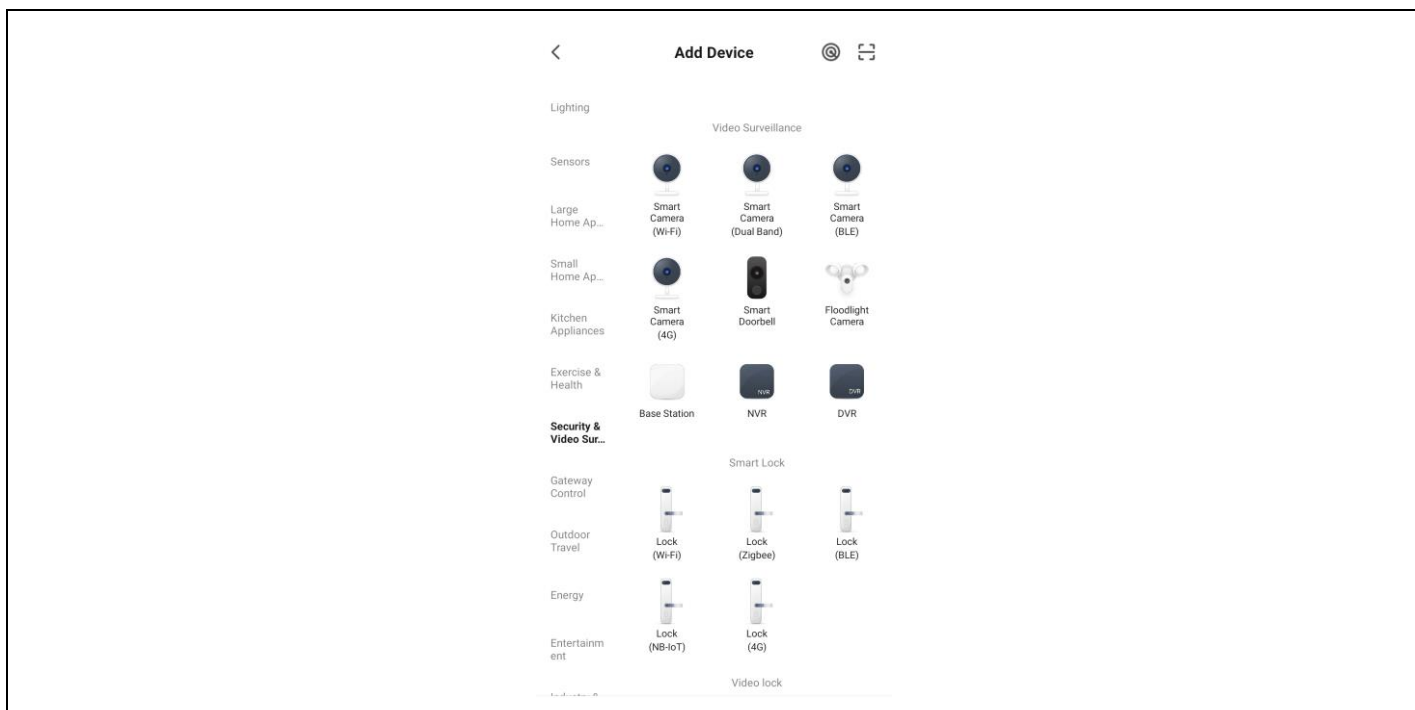 Add Device
Lighting
Sensors
Large
Home Ap...
Small
Home Ap...
Kitchen
Appliances
Exercise &
Health
Security &
Video Sur...
Gateway
Control
Outdoor
Travel
Energy
Entertainm
ent
Video Surveillance
Smart
Camera
(Wi-Fi)
Smart
Camera
(Dual Band)
Smart
Camera
(BLE)
Smart
Camera
(4G)
Smart
Doorbell
Floodlight
Camera
Base Station
NVR
NVR
DVR
DVR
Smart Lock
Lock
(Wi-Fi)
Lock
(Zigbee)
Lock
(BLE)
Lock
(NB-IoT)
Lock
(4G)
Video lock